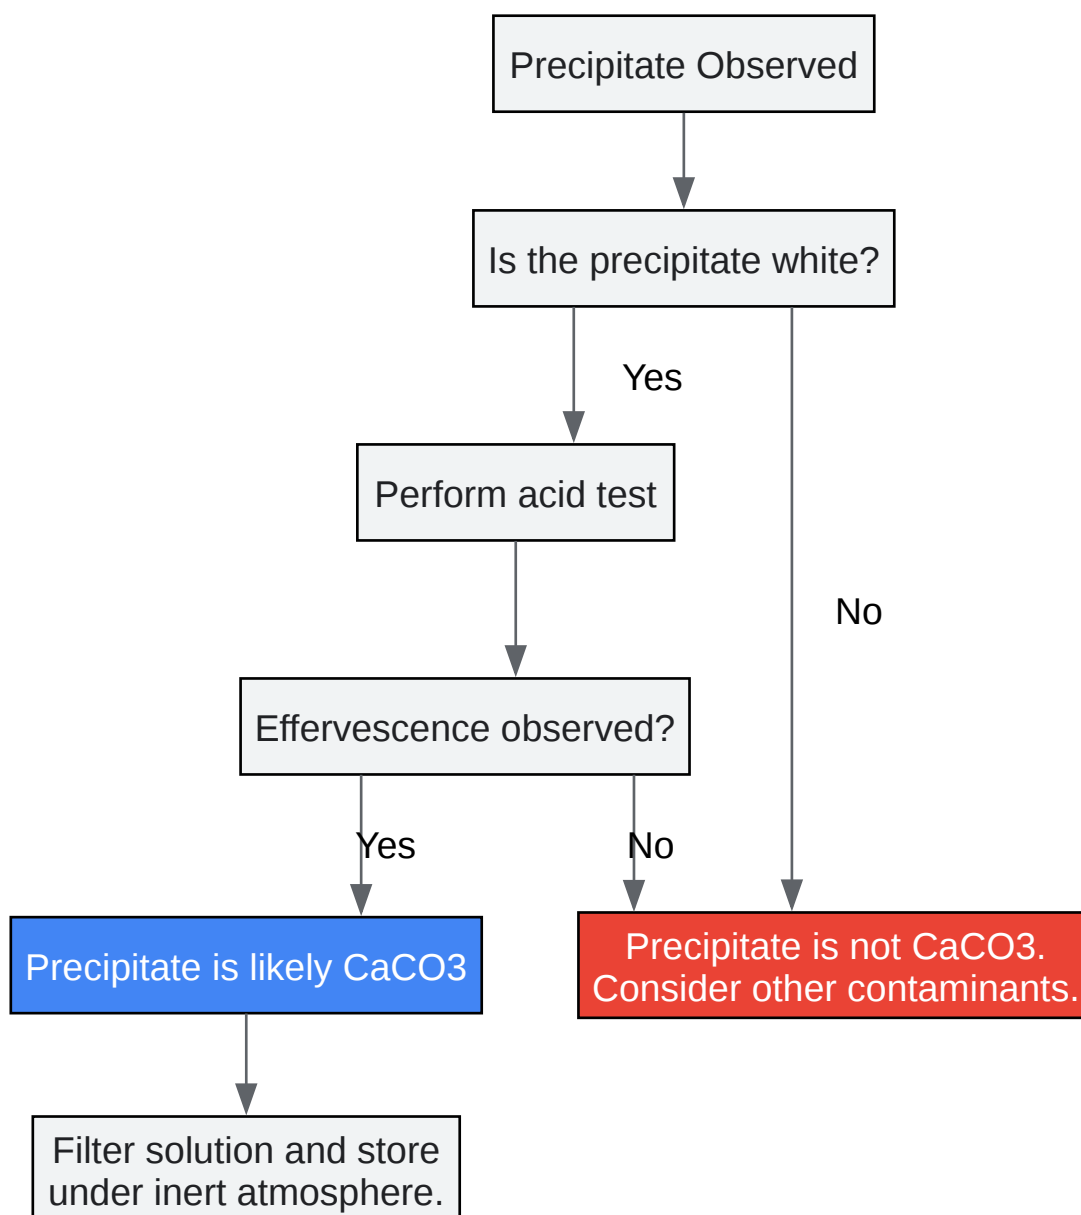 Precipitate Observed
Is the precipitate white?
Yes
Perform acid test
No
Effervescence observed?
Yes
No
Precipitate is likely CaCO3
Precipitate is not CaCO3.
Consider other contaminants.
Filter solution and store
under inert atmosphere.